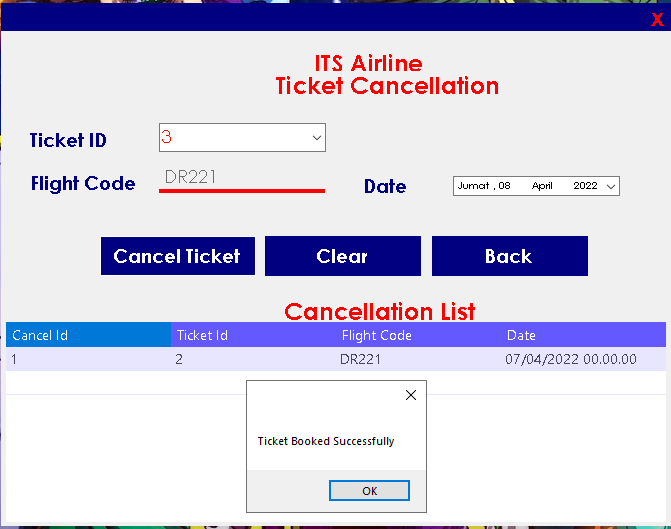 X
ITS Airline
Ticket Cancellation
Ticket ID 3
Flight Code DR221 Date Jumat , 08 April 2022
Cancel Ticket Clear Back
Cancellation List
Cancel Id Ticket Id Flight Code Date
1 2 DR221 07/04/2022 00.00.00
Ticket Booked Successfully
OK